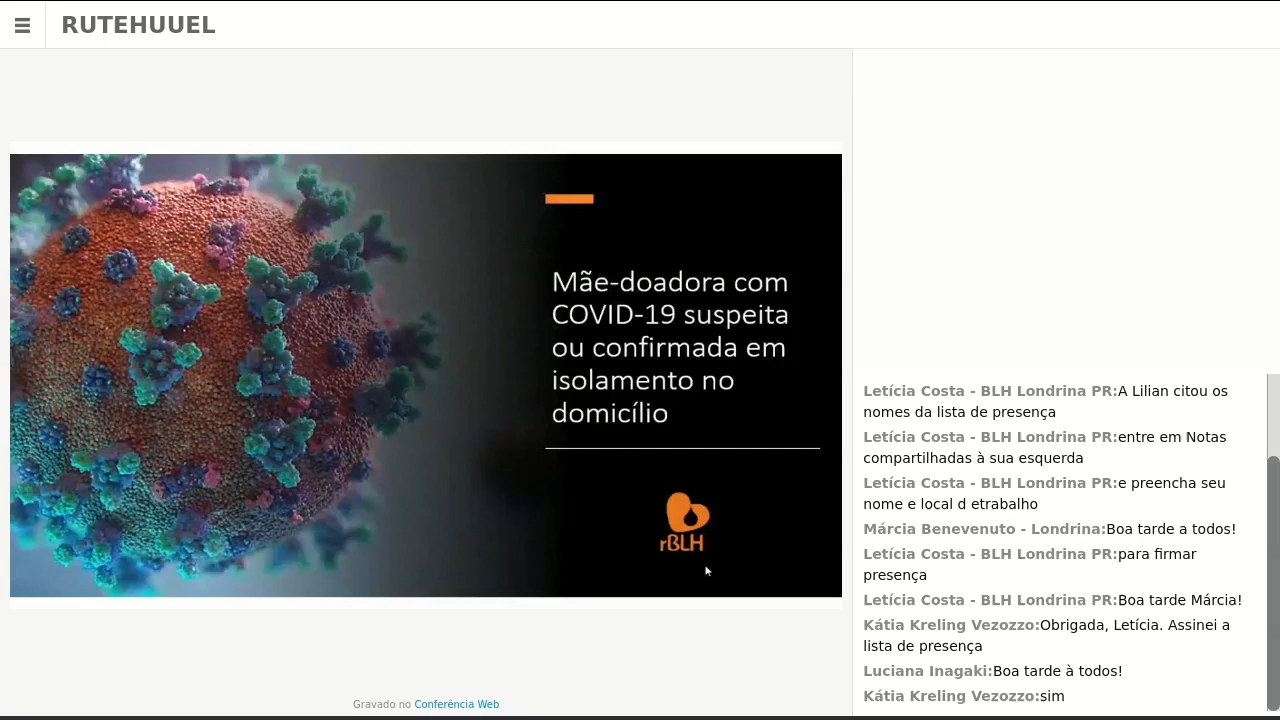 RUTEHUUEL
Mãe-doadora com
COVID-19 suspeita
ou confirmada em
isolamento no
domicílio
rBLH
Letícia Costa - BLH Londrina PR:A Lilian citou os
nomes da lista de presença
Letícia Costa - BLH Londrina PR:entre em Notas
compartilhadas à sua esquerda
Letícia Costa - BLH Londrina PR:e preencha seu
nome e local d etrabalho
Márcia Benevenuto - Londrina:Boa tarde a todos!
Letícia Costa - BLH Londrina PR:para firmar
presença
Letícia Costa - BLH Londrina PR:Boa tarde Márcia!
Kátia Kreling Vezozzo:Obrigada, Letícia. Assinei a
lista de presença
Luciana Inagaki:Boa tarde à todos!
Kátia Kreling Vezozzo:sim
Gravado no Conferência Web